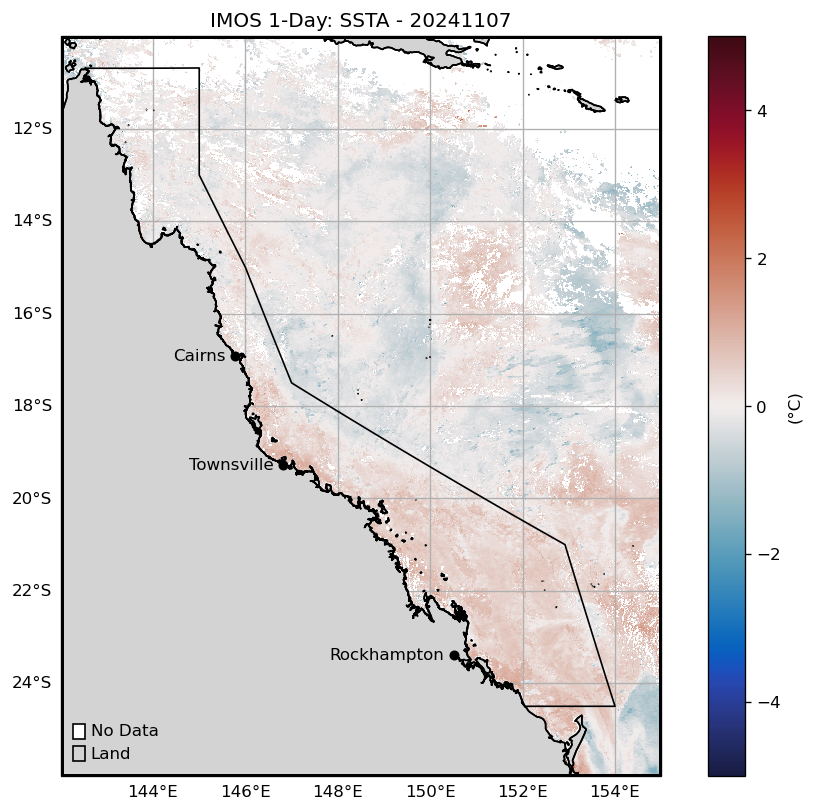 IMOS 1-Day: SSTA - 20241107
12°S
14°S
16°S
18°S
20°S
22°S
24°S
Cairns
Townsville
Rockhampton
No Data
Land
144°E 146°E 148°E 150°E 152°E 154°E
4
2
0
−2
−4
(°C)